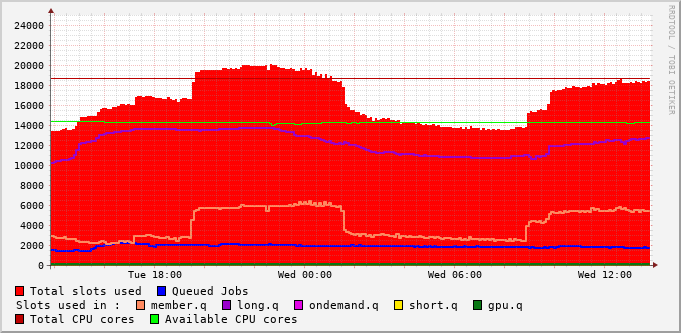 24000
22000
20000
18000
16000
14000
12000
10000
8000
6000
4000
2000
0
Tue 18:00 Wed 00:00 Wed 06:00 Wed 12:00
Total slots used Queued Jobs
Slots used in : member.q long.q ondemand.q short.q gpu.q
Total CPU cores Available CPU cores
RRDTOOL / TOBI OETIKER